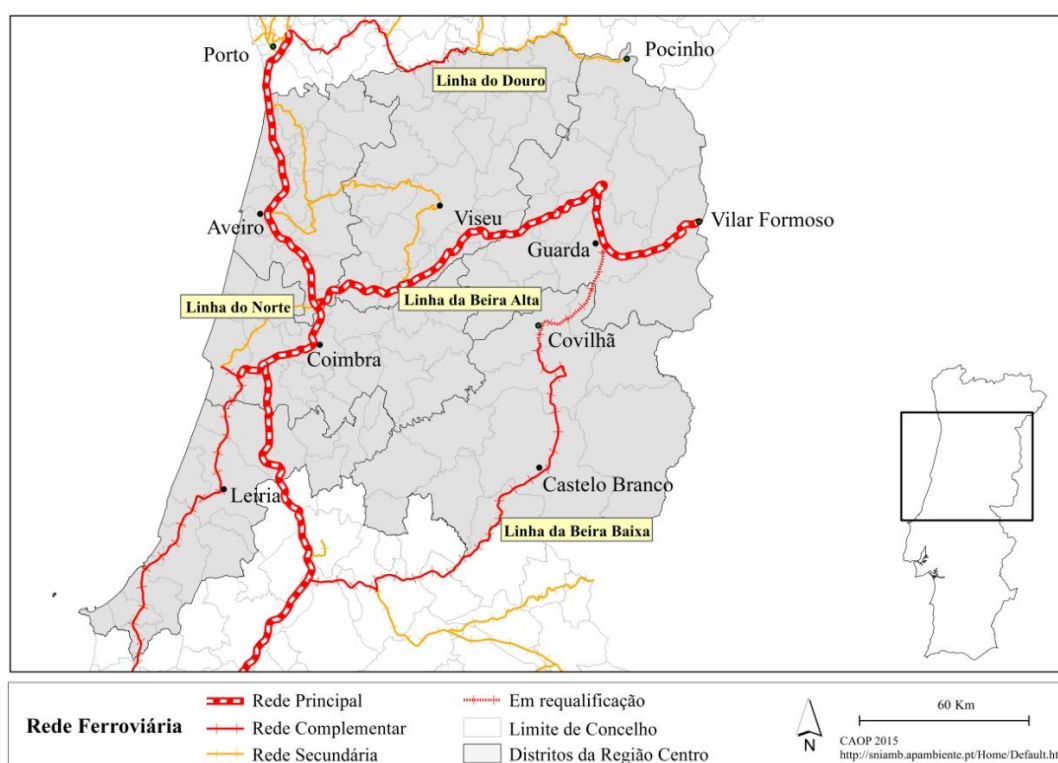 Porto
Pocinho
Linha do Douro
Aveiro
Viseu
Vilar Formoso
Guarda
Linha do Norte
Linha da Beira Alta
Covilhã
Coimbra
Leiria
Castelo Branco
Linha da Beira Baixa
Rede Ferroviária
Rede Principal
Rede Complementar
Rede Secundária
Em requalificação
Limite de Concelho
Distritos da Região Centro
N
60 Km
CAOP 2015
http://sniamb.apambiente.pt/Home/Default.ht